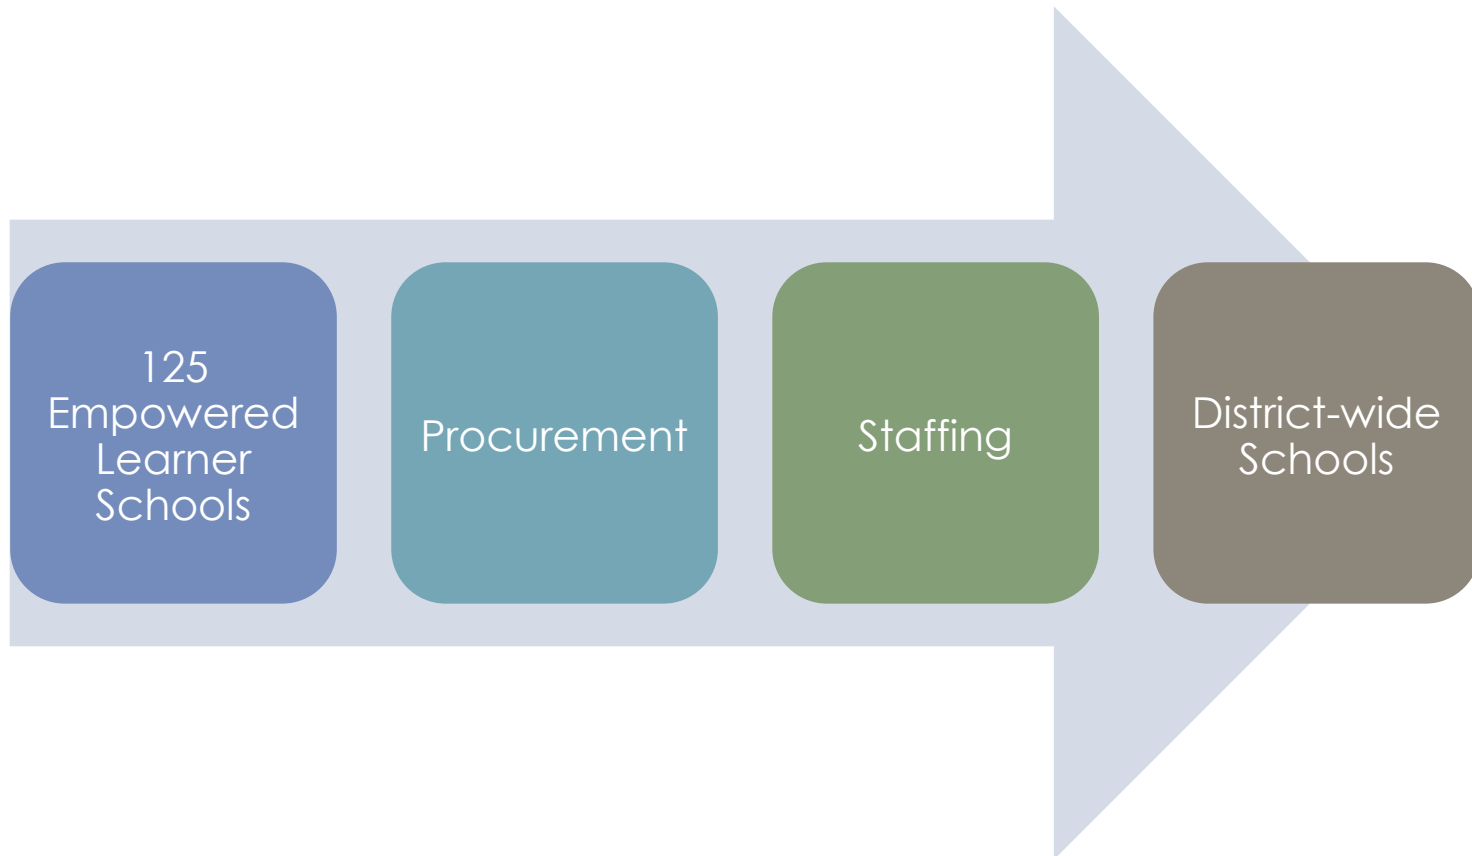 125
Empowered
Learner
Schools
Procurement
Staffing
District-wide
Schools